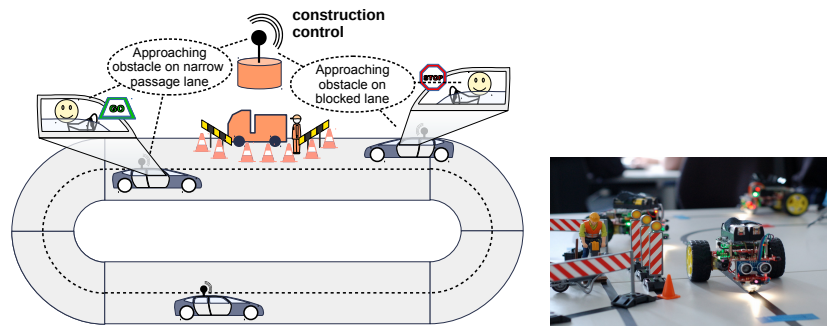 construction
control
Approaching
obstacle on narrow
passage lane
Approaching
obstacle on
blocked lane
GO
STOP